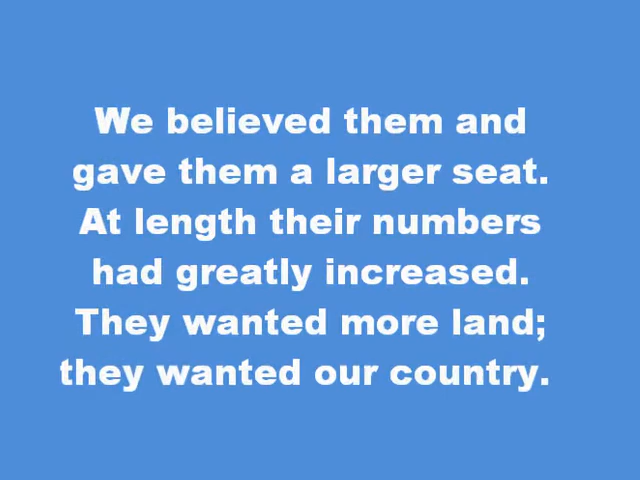 We believed them and
gave them a larger seat.
At length their numbers
had greatly increased.
They wanted more land;
they wanted our country.